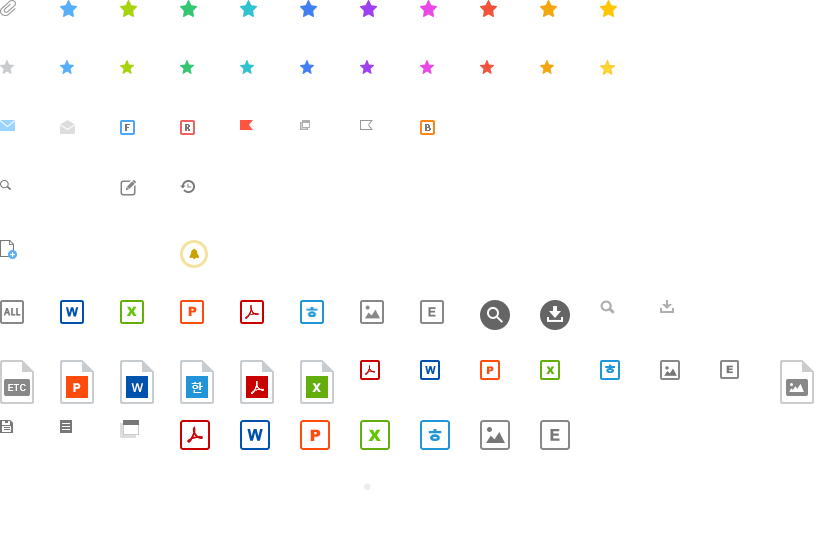 F R B
ALL W X P ㅎ E
ETC P W 한 X W P X ㅎ E
W P X ㅎ E